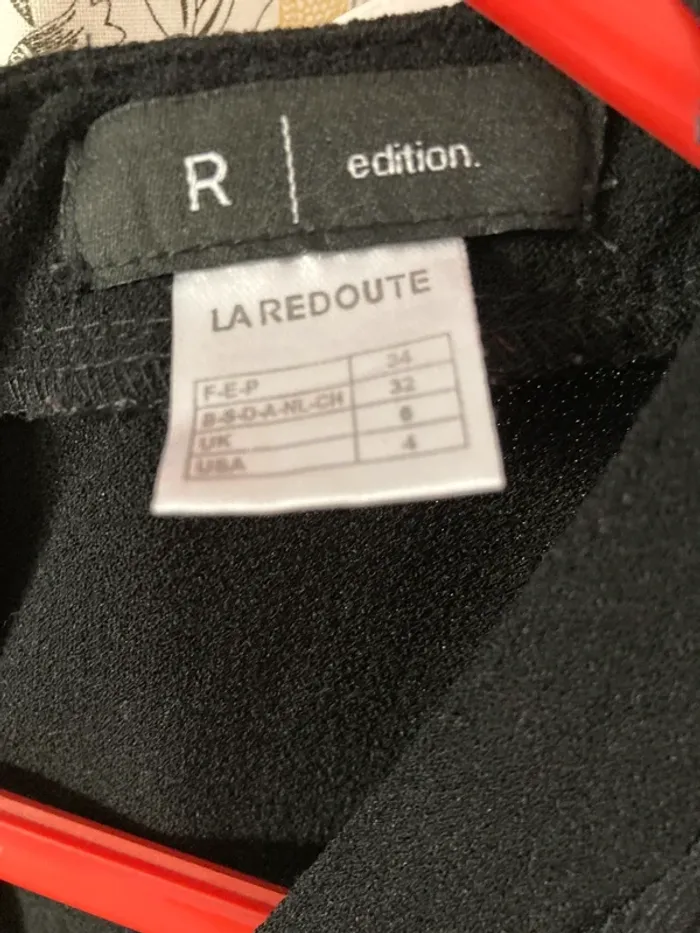 R | edition.
LA REDOUTE
F-E-P 34
B-S-D-A-NL-CH 32
UK 6
USA 4